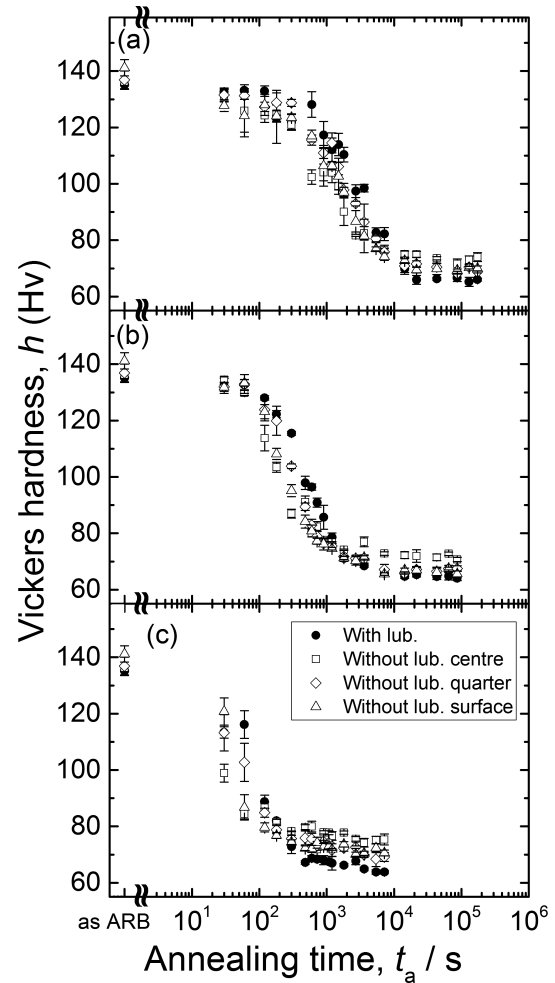 (a)
140
120
100
80
60
(b)
140
120
100
80
60
(c)
140
120
100
80
60
Vickers hardness, h (Hv)
With lub.
Without lub. centre
Without lub. quarter
Without lub. surface
as ARB 10¹ 10² 10³ 10⁴ 10⁵ 10⁶
Annealing time, tₐ / s